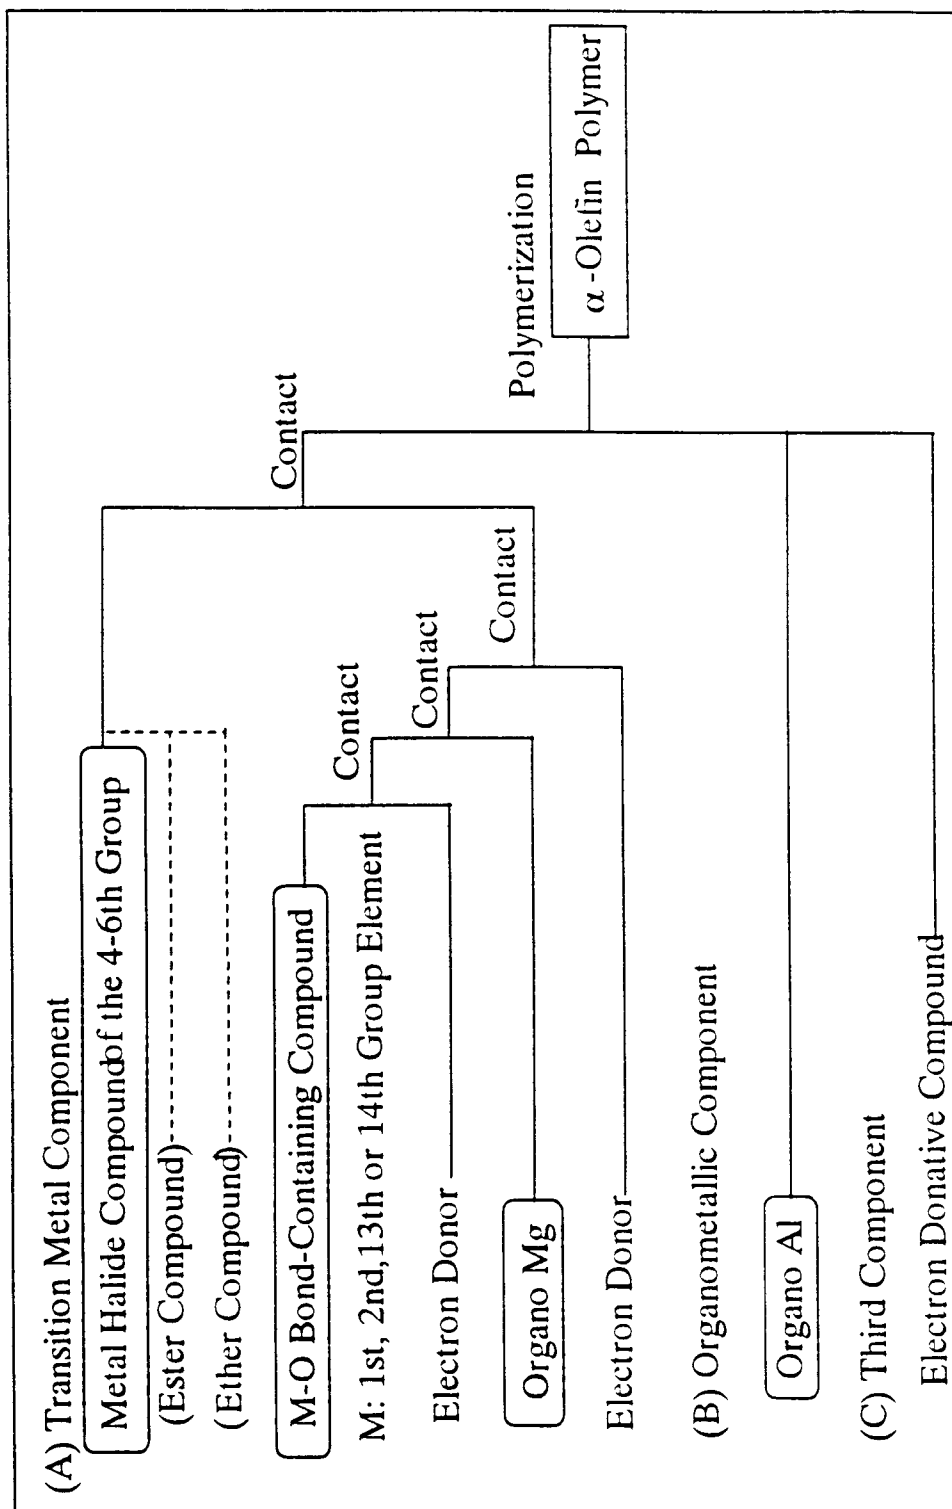 (A) Transition Metal Component
Metal Halide Compound of the 4-6th Group
(Ester Compound)
(Ether Compound)
M-O Bond-Containing Compound
M: 1st, 2nd,13th or 14th Group Element
Electron Donor
Organo Mg
Electron Donor
(B) Organometallic Component
Organo Al
(C) Third Component
Electron Donative Compound
Contact
Contact
Contact
Contact
Polymerization
α-Olefin Polymer